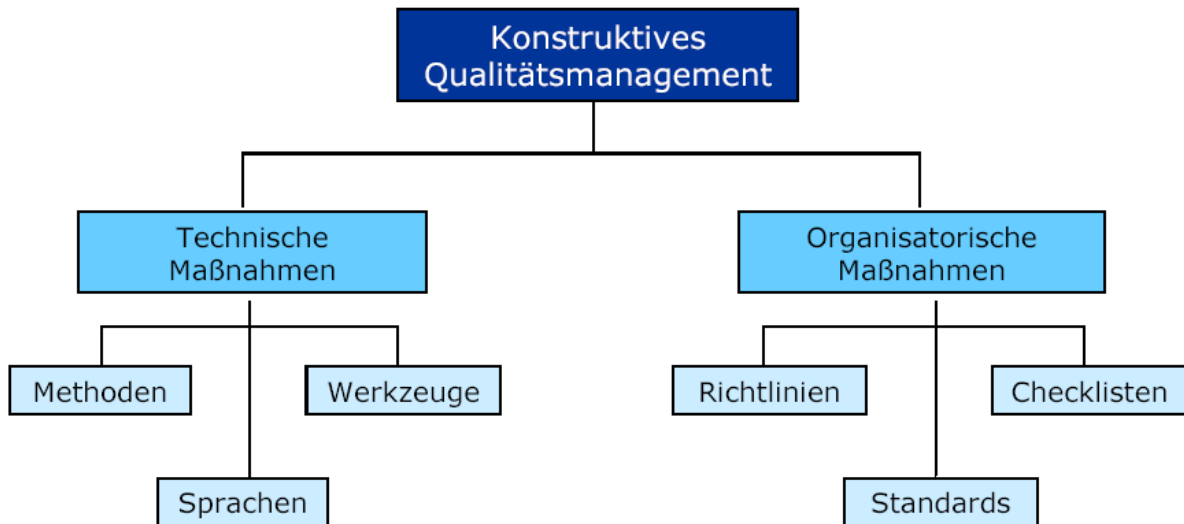 Konstruktives
Qualitätsmanagement
Technische
Maßnahmen
Organisatorische
Maßnahmen
Methoden
Werkzeuge
Richtlinien
Checklisten
Sprachen
Standards